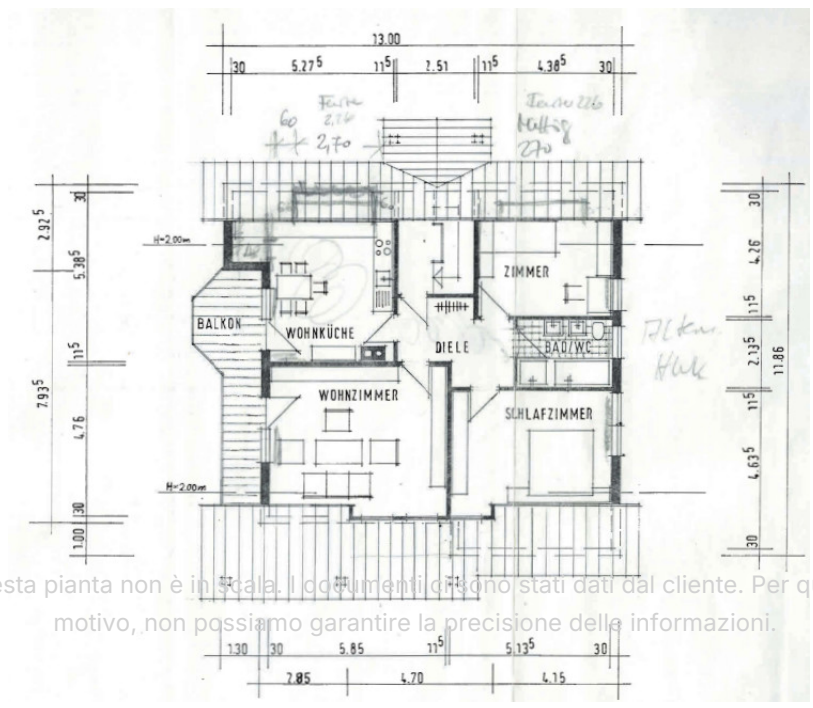 13.00
30 5.27⁵ 11⁵ 2.51 11⁵ 4.38⁵ 30
60
2,70
270
2.92⁵
30
30
H=2.00m
5.38⁵
4.26
ZIMMER
BALKON
WOHNKÜCHE
DIELE
BAD/WC
11⁵
2.13⁵
11.86
11⁵
11⁵
7.93⁵
WOHNZIMMER
SCHLAFZIMMER
4.76
4.63⁵
H=2.00m
30
1.00
30
esta pianta non è in scala. I documenti ci sono stati dati dal cliente. Per q
motivo, non possiamo garantire la precisione delle informazioni.
1.30 30 5.85 11⁵ 5.13⁵ 30
2.85 4.70 4.15